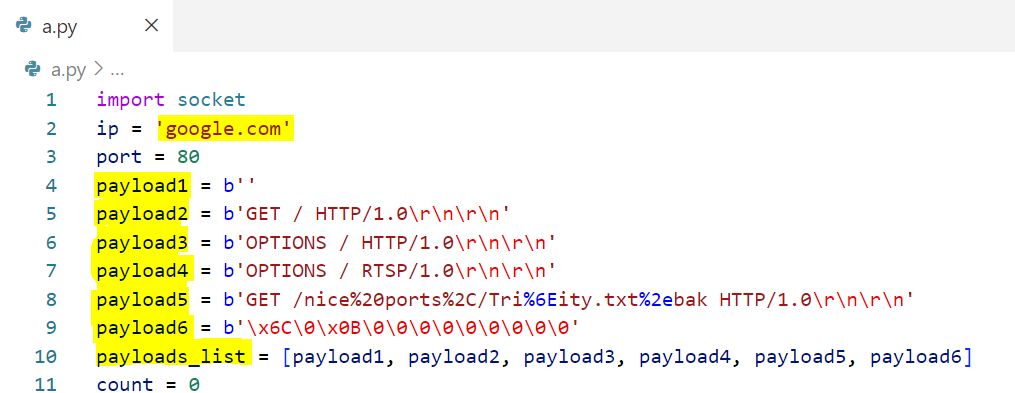 a.py
a.py > ...
1 import socket
2 ip = 'google.com'
3 port = 80
4 payload1 = b''
5 payload2 = b'GET / HTTP/1.0\r\n\r\n'
6 payload3 = b'OPTIONS / HTTP/1.0\r\n\r\n'
7 payload4 = b'OPTIONS / RTSP/1.0\r\n\r\n'
8 payload5 = b'GET /nice%20ports%2C/Tri%6Eity.txt%2ebak HTTP/1.0\r\n\r\n'
9 payload6 = b'\x6C\0\x0B\0\0\0\0\0\0\0\0\0'
10 payloads_list = [payload1, payload2, payload3, payload4, payload5, payload6]
11 count = 0